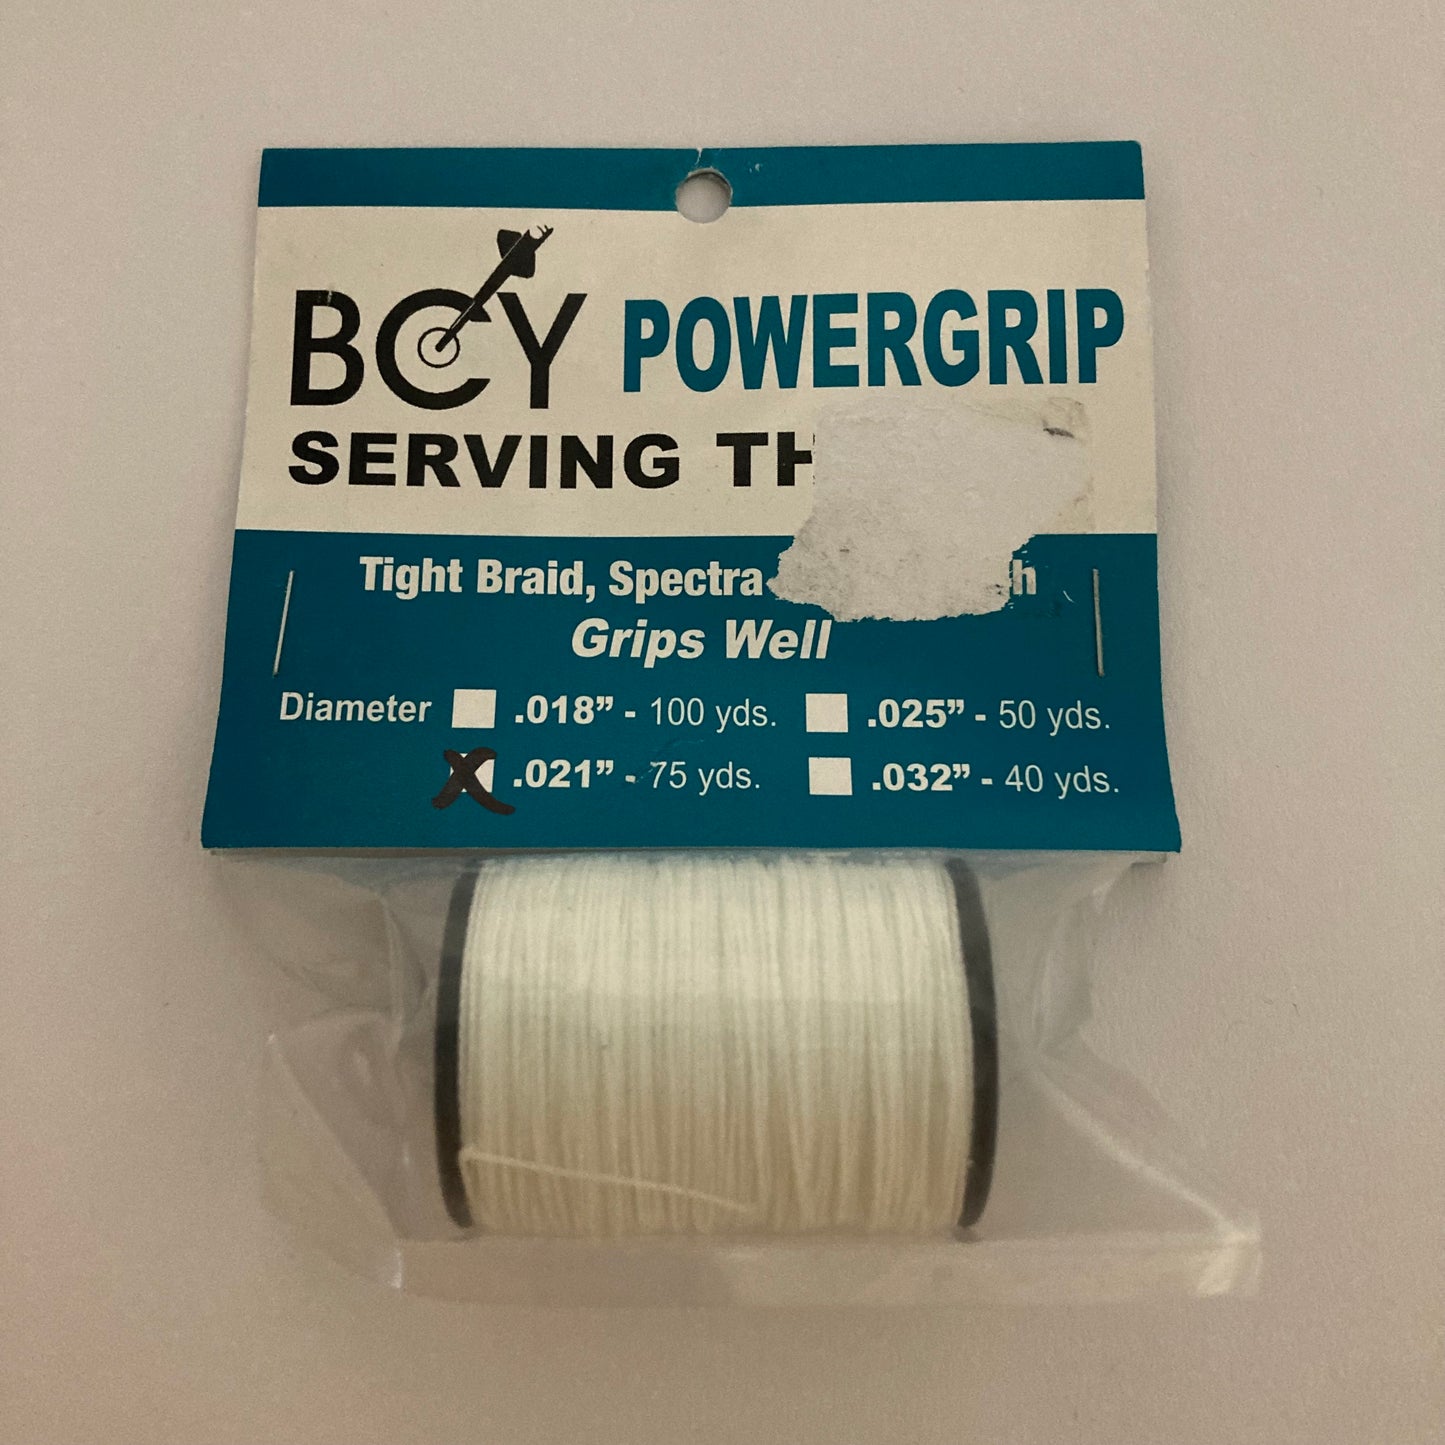 BCY POWERGRIP
SERVING TH
Tight Braid, Spectra
Grips Well
Diameter .018” - 100 yds. .025” - 50 yds.
X .021” - 75 yds. .032” - 40 yds.